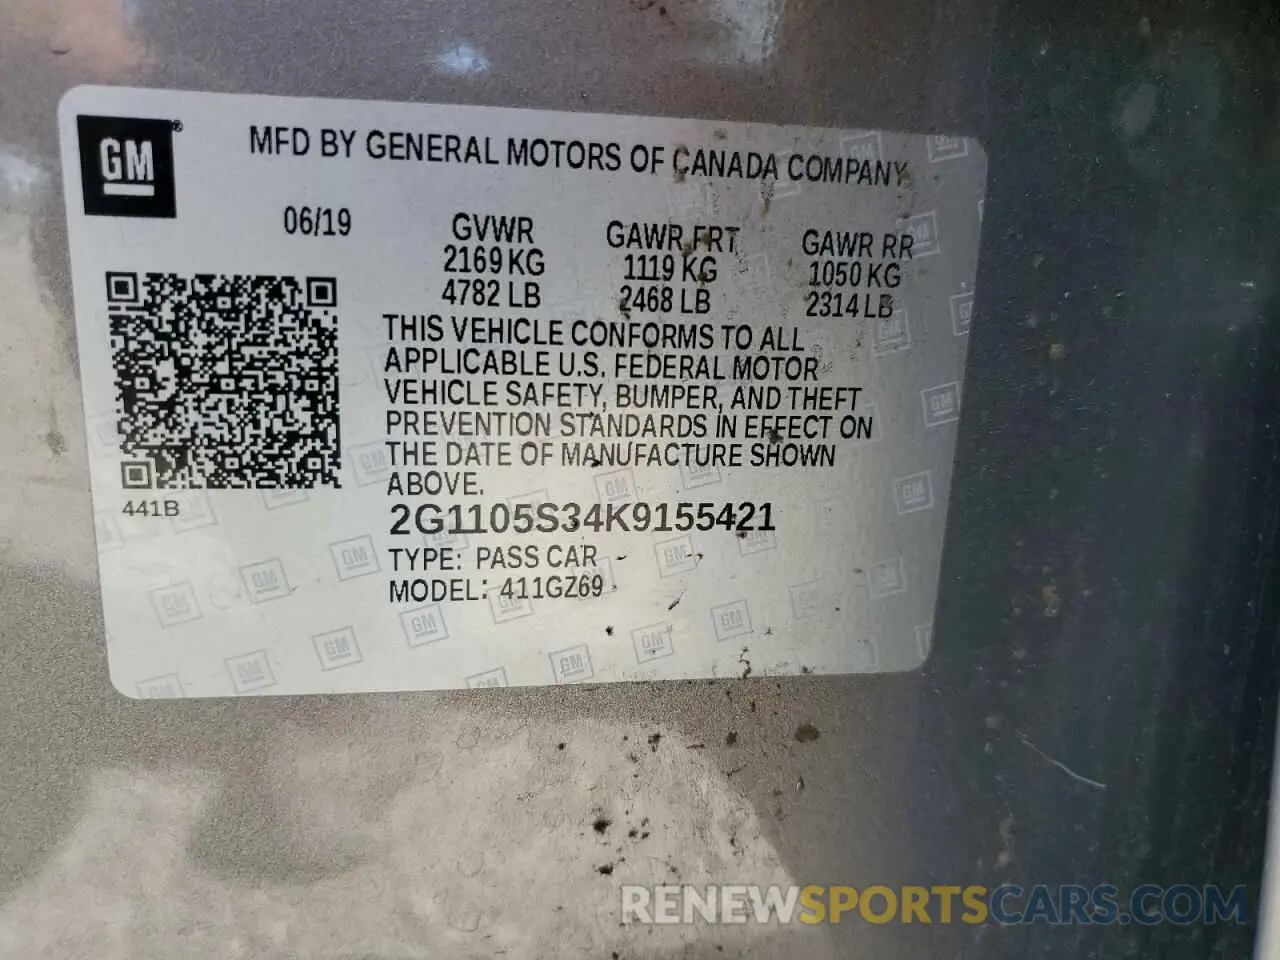 GM®
MFD BY GENERAL MOTORS OF CANADA COMPANY
06/19
GVWR GAWR FRT GAWR RR
2169 KG 1119 KG 1050 KG
4782 LB 2468 LB 2314 LB
THIS VEHICLE CONFORMS TO ALL
APPLICABLE U.S. FEDERAL MOTOR
VEHICLE SAFETY, BUMPER, AND THEFT
PREVENTION STANDARDS IN EFFECT ON
THE DATE OF MANUFACTURE SHOWN
ABOVE.
441B
2G1105S34K9155421
TYPE: PASS CAR
MODEL: 411GZ69
RENEWSPORTSCARS.COM